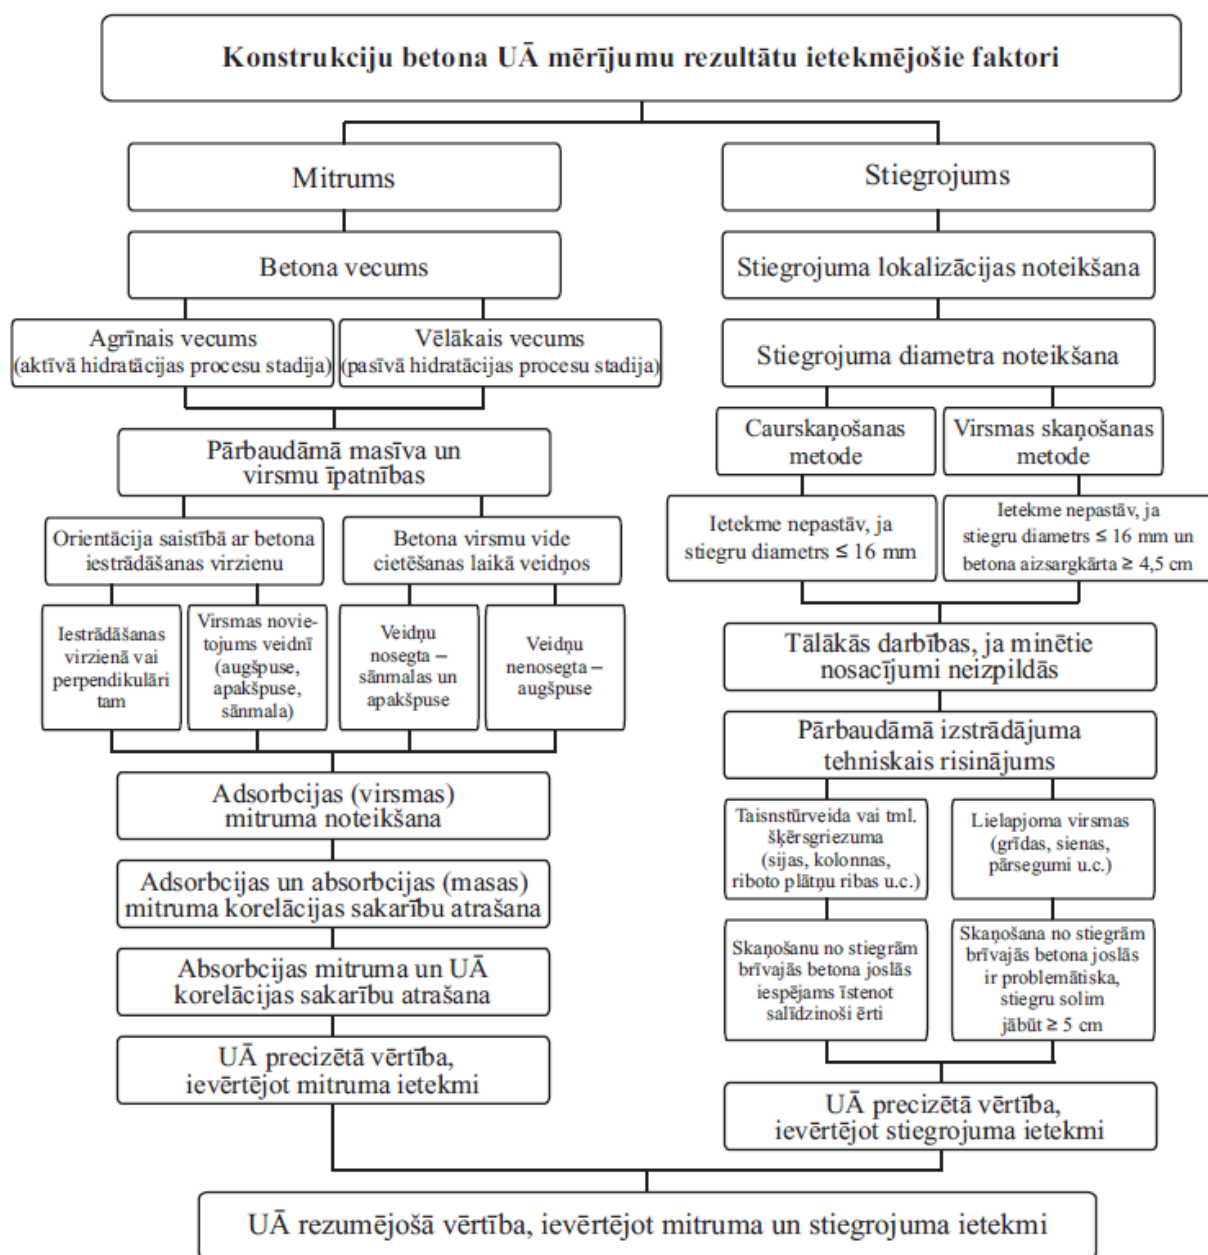 Konstrukciju betona UĀ mērījumu rezultātu ietekmējošie faktori
Mitrums
Stiegrojums
Betona vecums
Stiegrojuma lokalizācijas noteikšana
Agrīnais vecums
(aktīvā hidratācijas procesu stadija)
Vēlākais vecums
(pasīvā hidratācijas procesu stadija)
Stiegrojuma diametra noteikšana
Pārbaudāmā masīva un
virsmu īpatnības
Caurskaņošanas
metode
Virsmas skaņošanas
metode
Orientācija saistībā ar betona
iestrādāšanas virzienu
Betona virsmu vide
cietēšanas laikā veidņos
Ietekme nepastāv, ja
stiegru diametrs ≤ 16 mm
Ietekme nepastāv, ja
stiegru diametrs ≤ 16 mm un
betona aizsargkārta ≥ 4,5 cm
Iestrādāšanas
virzienā vai
perpendikulāri
tam
Virsmas novie-
tojums veidnī
(augšpuse,
apakšpuse,
sānmala)
Veidņu
nosegta –
sānmalas un
apakšpuse
Veidņu
nenosegta –
augšpuse
Tālākās darbības, ja minētie
nosacījumi neizpildās
Pārbaudāmā izstrādājuma
tehniskais risinājums
Adsorbcijas (virsmas)
mitruma noteikšana
Taisnstūrveida vai tml.
šķērsgriezuma
(sijas, kolonnas,
riboto plātņu ribas u.c.)
Lielapjoma virsmas
(grīdas, sienas,
pārsegumi u.c.)
Adsorbcijas un absorbcijas (masas)
mitruma korelācijas sakarību atrašana
Skaņošanu no stiegrām
brīvajās betona joslās
iespējams īstenot
salīdzinoši ērti
Skaņošana no stiegrām
brīvajās betona joslās
ir problemātiska,
stiegru solim
jābūt ≥ 5 cm
Absorbcijas mitruma un UĀ
korelācijas sakarību atrašana
UĀ precizētā vērtība,
ievērtējot mitruma ietekmi
UĀ precizētā vērtība,
ievērtējot stiegrojuma ietekmi
UĀ rezumējošā vērtība, ievērtējot mitruma un stiegrojuma ietekmi